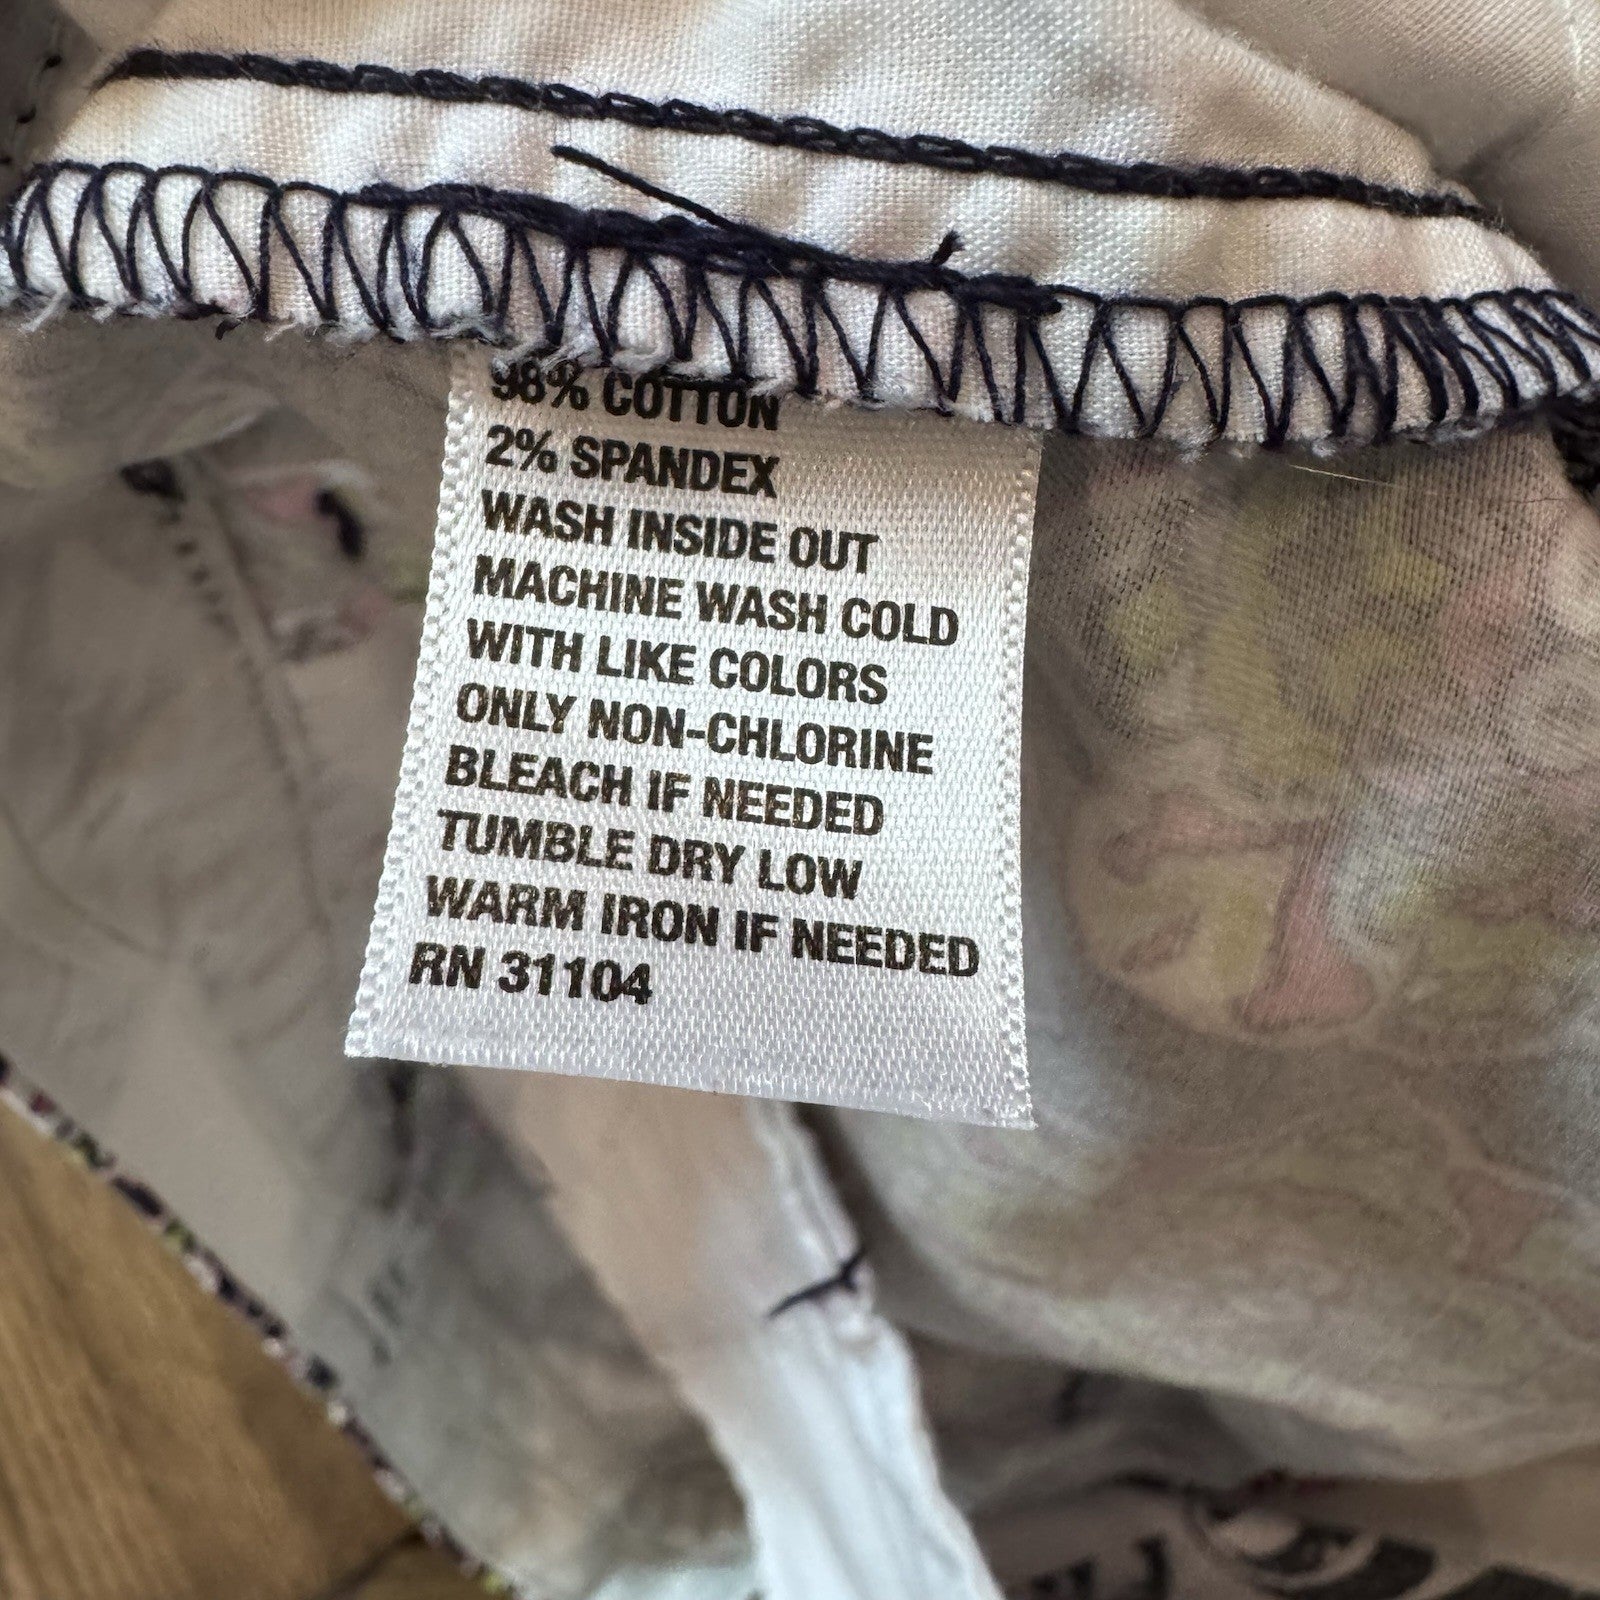 98% COTTON
2% SPANDEX
WASH INSIDE OUT
MACHINE WASH COLD
WITH LIKE COLORS
ONLY NON-CHLORINE
BLEACH IF NEEDED
TUMBLE DRY LOW
WARM IRON IF NEEDED
RN 31104